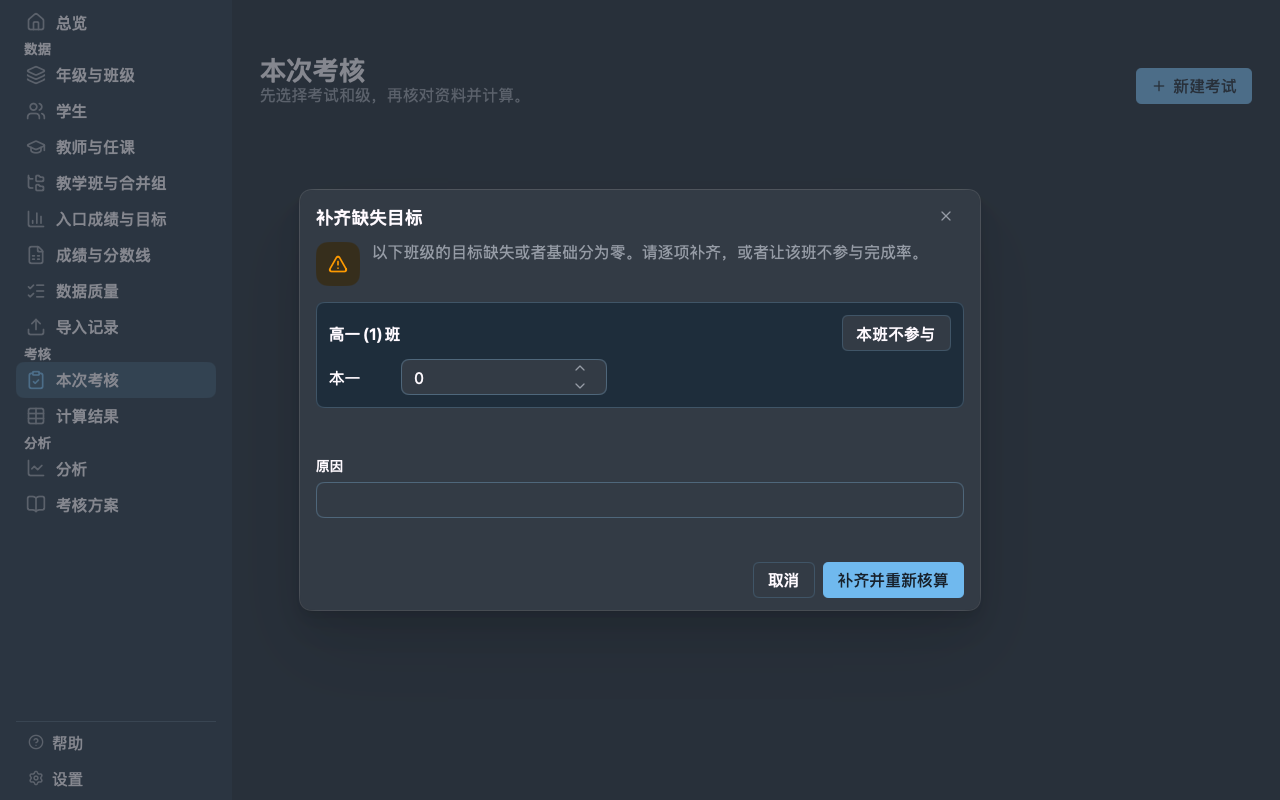 总览
数据
年级与班级
学生
教师与任课
教学班与合并组
入口成绩与目标
成绩与分数线
数据质量
导入记录
考核
本次考核
计算结果
分析
分析
考核方案
帮助
设置
本次考核
先选择考试和级，再核对资料并计算。
新建考试
补齐缺失目标
以下班级的目标缺失或者基础分为零。请逐项补齐，或者让该班不参与完成率。
高一 (1) 班
本班不参与
本一
0
原因
取消
补齐并重新核算